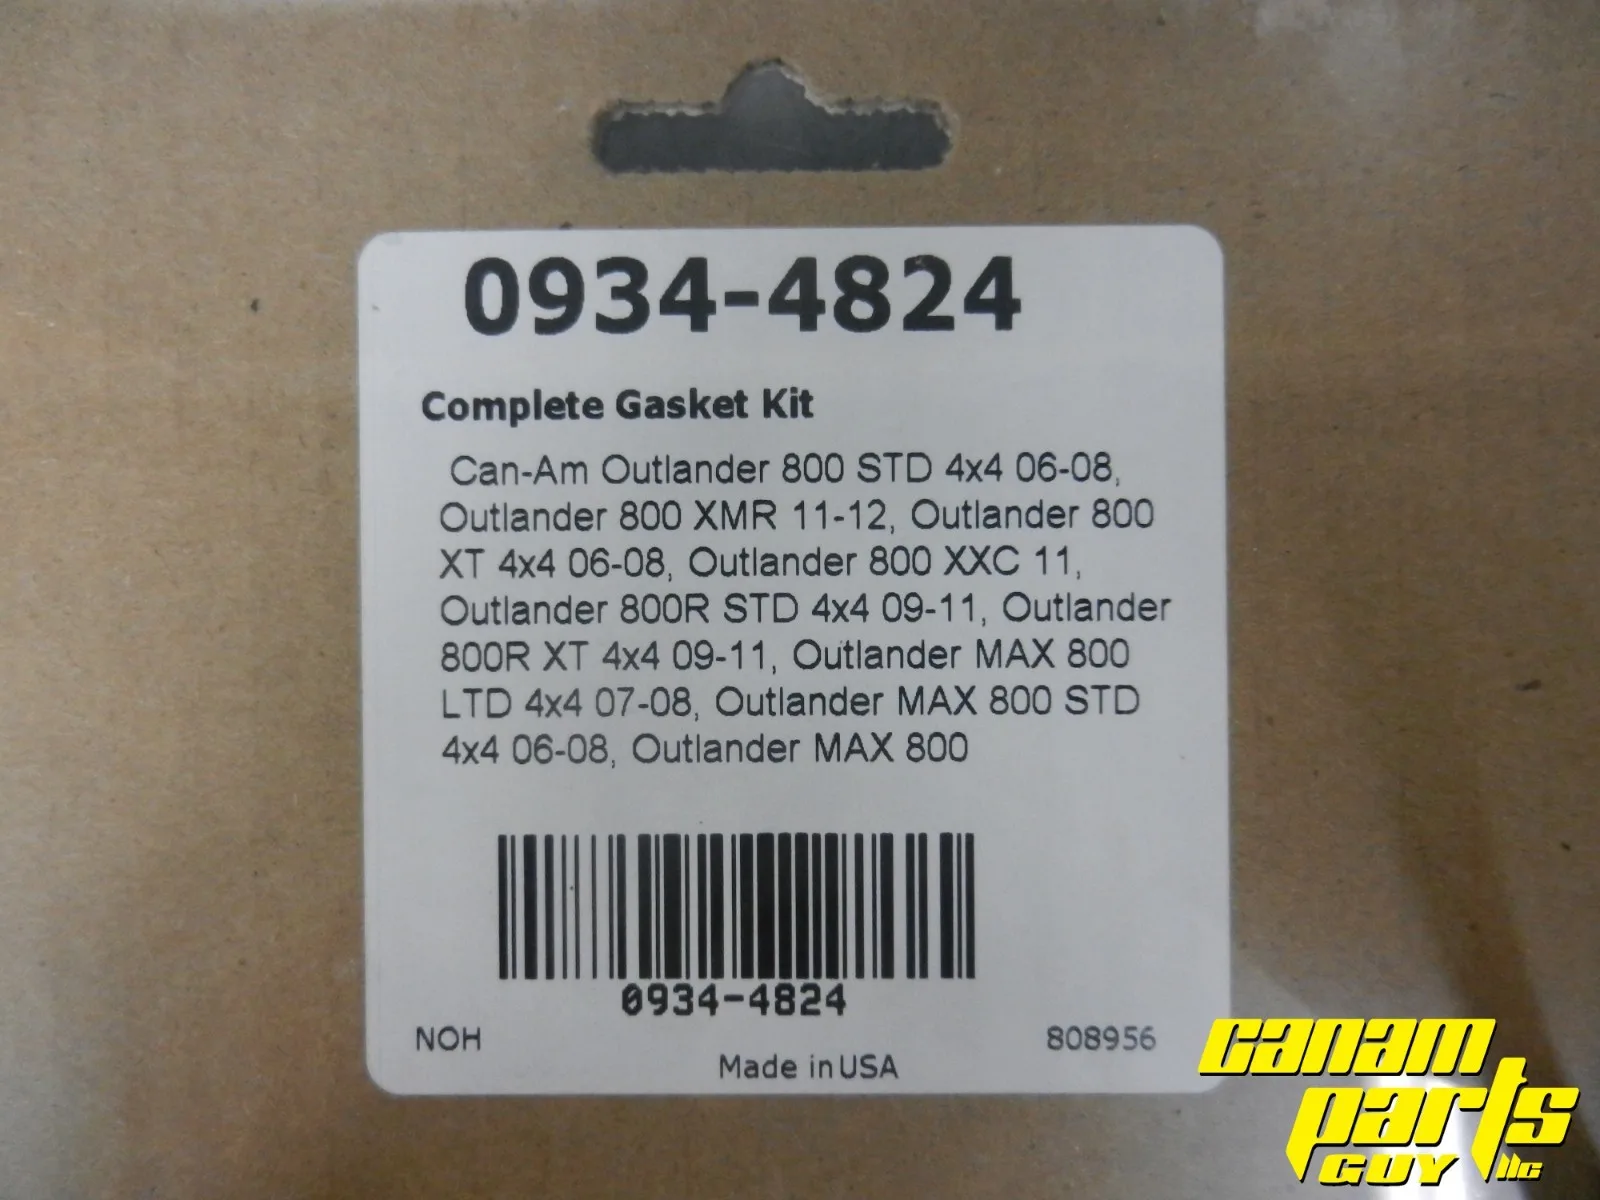 0934-4824
Complete Gasket Kit
Can-Am Outlander 800 STD 4x4 06-08,
Outlander 800 XMR 11-12, Outlander 800
XT 4x4 06-08, Outlander 800 XXC 11,
Outlander 800R STD 4x4 09-11, Outlander
800R XT 4x4 09-11, Outlander MAX 800
LTD 4x4 07-08, Outlander MAX 800 STD
4x4 06-08, Outlander MAX 800
0934-4824
NOH
808956
Made in USA
canam
parts
GUY llc